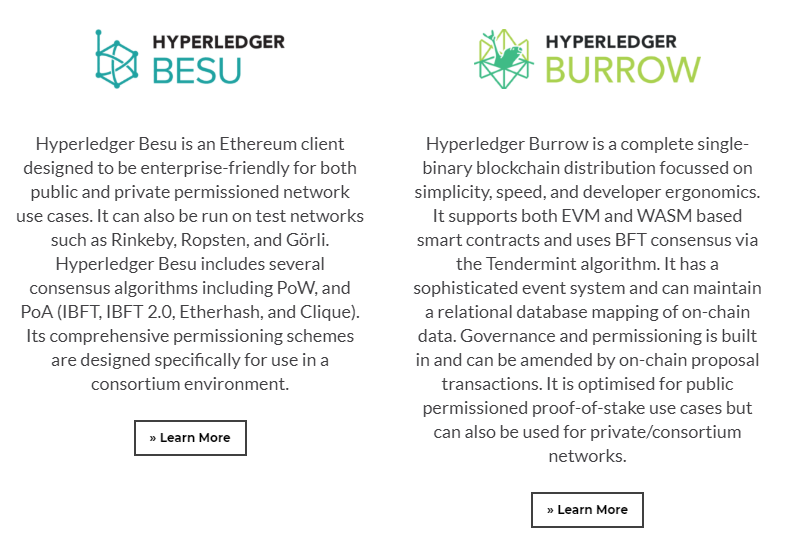 HYPERLEDGER
BESU
Hyperledger Besu is an Ethereum client
designed to be enterprise-friendly for both
public and private permissioned network
use cases. It can also be run on test networks
such as Rinkeby, Ropsten, and Görli.
Hyperledger Besu includes several
consensus algorithms including PoW, and
PoA (IBFT, IBFT 2.0, Etherhash, and Clique).
Its comprehensive permissioning schemes
are designed specifically for use in a
consortium environment.
» Learn More
HYPERLEDGER
BURROW
Hyperledger Burrow is a complete single-
binary blockchain distribution focussed on
simplicity, speed, and developer ergonomics.
It supports both EVM and WASM based
smart contracts and uses BFT consensus via
the Tendermint algorithm. It has a
sophisticated event system and can maintain
a relational database mapping of on-chain
data. Governance and permissioning is built
in and can be amended by on-chain proposal
transactions. It is optimised for public
permissioned proof-of-stake use cases but
can also be used for private/consortium
networks.
» Learn More